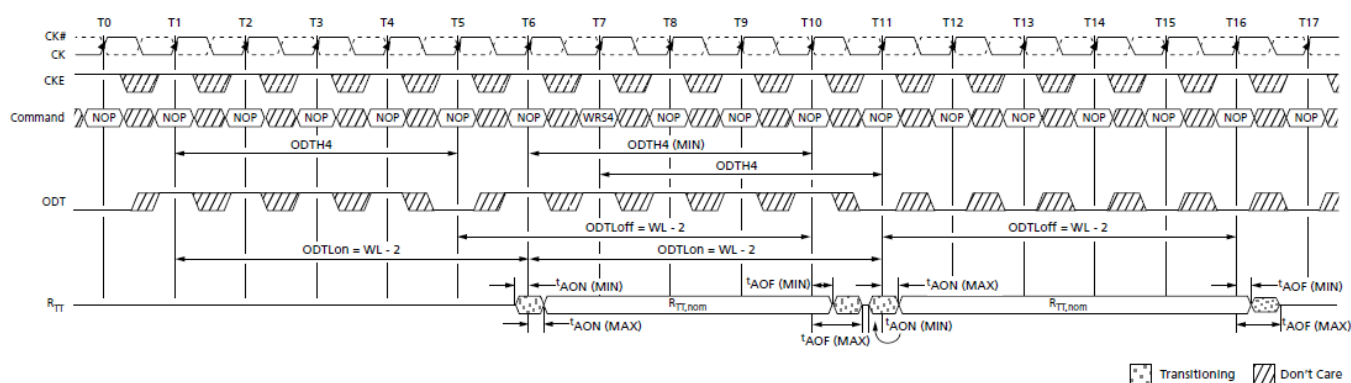 T0 T1 T2 T3 T4 T5 T6 T7 T8 T9 T10 T11 T12 T13 T14 T15 T16 T17
CK#
CK
CKE
Command NOP NOP NOP NOP NOP NOP NOP WRS4 NOP NOP NOP NOP NOP NOP NOP NOP NOP NOP
ODTH4 ODTH4 (MIN)
ODTH4
ODT
ODTLoff = WL - 2 ODTLoff = WL - 2
ODTLon = WL - 2 ODTLon = WL - 2
tAON (MIN) tAOF (MIN) tAON (MAX) tAOF (MIN)
RTT RTT,nom RTT,nom
tAON (MAX) tAON (MIN) tAOF (MAX)
tAOF (MAX)
Transitioning Don't Care